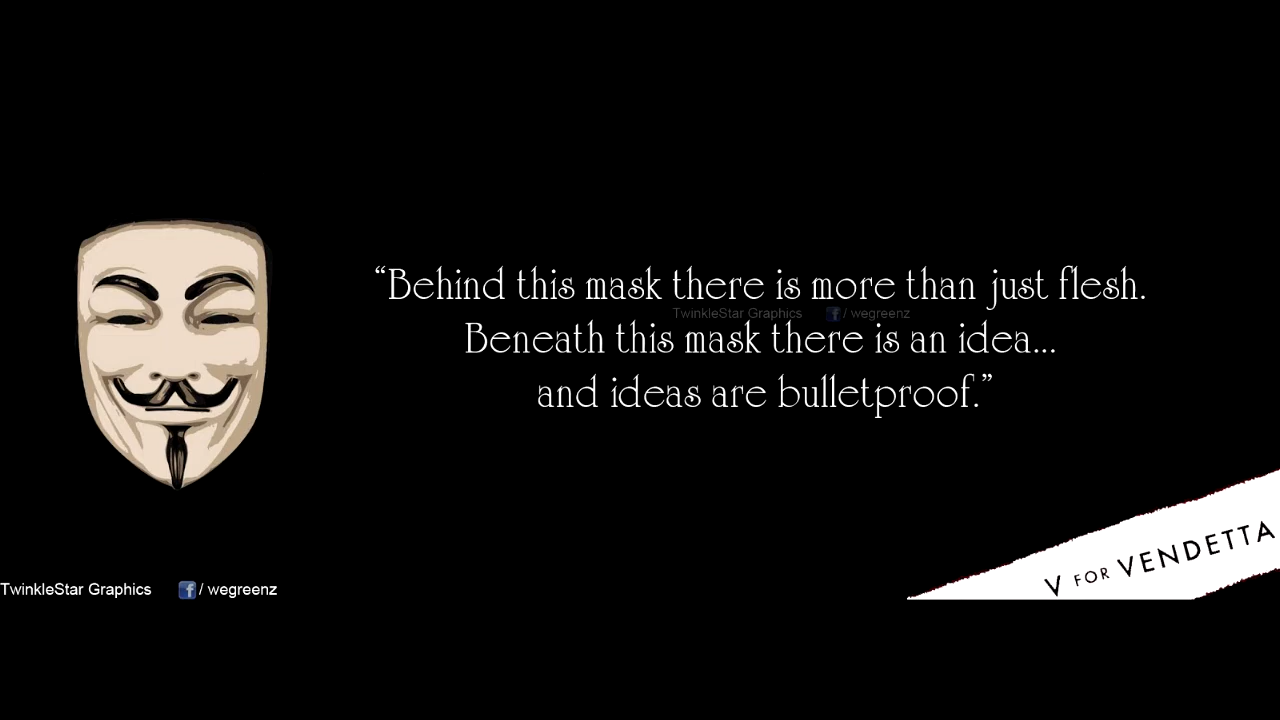 “Behind this mask there is more than just flesh.
TwinkleStar Graphics f / wegreenz
Beneath this mask there is an idea...
and ideas are bulletproof.”
V FOR VENDETTA
TwinkleStar Graphics f / wegreenz